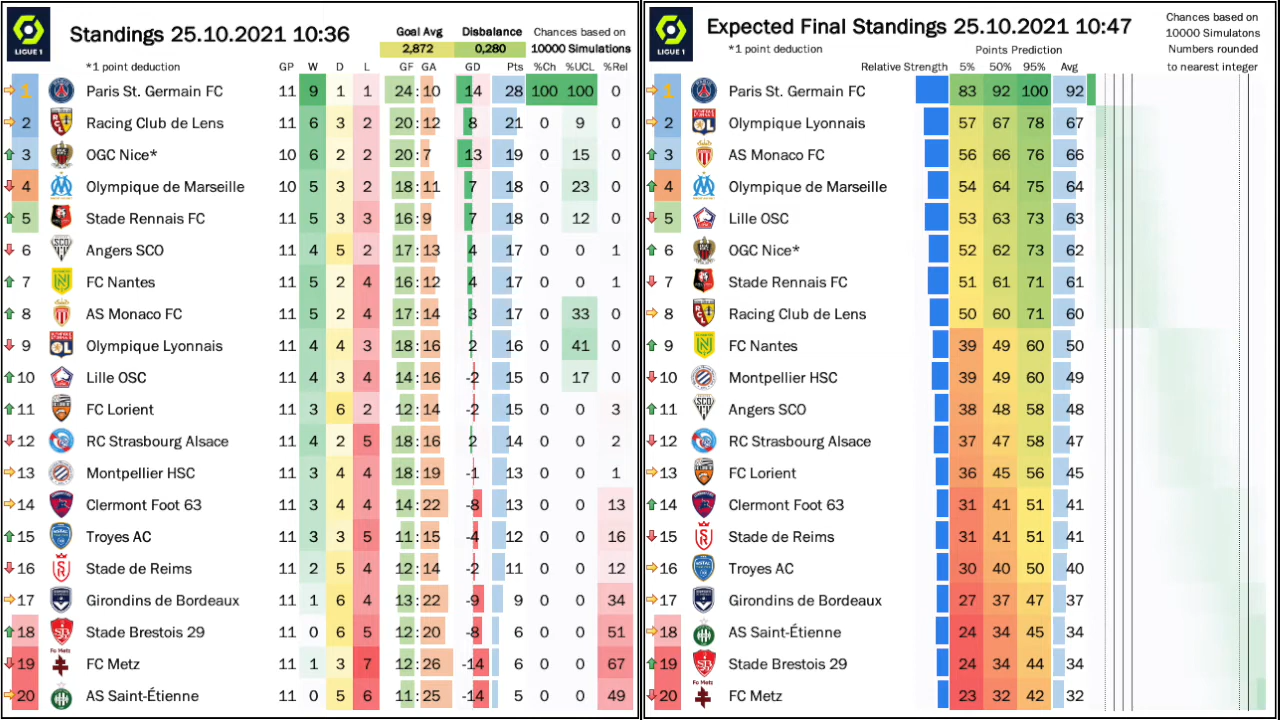 LIGUE 1
Standings 25.10.2021 10:36
Goal Avg Disbalance Chances based on
2,872 0,280 10000 Simulations
*1 point deduction GP W D L GF GA GD Pts %Ch %UCL %Rel
1 Paris St. Germain FC 11 9 1 1 24:10 14 28 100 100 0
2 Racing Club de Lens 11 6 3 2 20:12 8 21 0 9 0
3 OGC Nice* 10 6 2 2 20:7 13 19 0 15 0
4 Olympique de Marseille 10 5 3 2 18:11 7 18 0 23 0
5 Stade Rennais FC 11 5 3 3 16:9 7 18 0 12 0
6 Angers SCO 11 4 5 2 17:13 4 17 0 0 1
7 FC Nantes 11 5 2 4 16:12 4 17 0 0 1
8 AS Monaco FC 11 5 2 4 17:14 3 17 0 33 0
9 Olympique Lyonnais 11 4 4 3 18:16 2 16 0 41 0
10 Lille OSC 11 4 3 4 14:16 -2 15 0 17 0
11 FC Lorient 11 3 6 2 12:14 -2 15 0 0 3
12 RC Strasbourg Alsace 11 4 2 5 18:16 2 14 0 0 2
13 Montpellier HSC 11 3 4 4 18:19 -1 13 0 0 1
14 Clermont Foot 63 11 3 4 4 14:22 -8 13 0 0 13
15 Troyes AC 11 3 3 5 11:15 -4 12 0 0 16
16 Stade de Reims 11 2 5 4 12:14 -2 11 0 0 12
17 Girondins de Bordeaux 11 1 6 4 13:22 -9 9 0 0 34
18 Stade Brestois 29 11 0 6 5 12:20 -8 6 0 0 51
19 FC Metz 11 1 3 7 12:26 -14 6 0 0 67
20 AS Saint-Étienne 11 0 5 6 11:25 -14 5 0 0 49
LIGUE 1
Expected Final Standings 25.10.2021 10:47
Chances based on
10000 Simulatons
Numbers rounded
to nearest integer
*1 point deduction Points Prediction
Relative Strength 5% 50% 95% Avg
1 Paris St. Germain FC 83 92 100 92
2 Olympique Lyonnais 57 67 78 67
3 AS Monaco FC 56 66 76 66
4 Olympique de Marseille 54 64 75 64
5 Lille OSC 53 63 73 63
6 OGC Nice* 52 62 73 62
7 Stade Rennais FC 51 61 71 61
8 Racing Club de Lens 50 60 71 60
9 FC Nantes 39 49 60 50
10 Montpellier HSC 39 49 60 49
11 Angers SCO 38 48 58 48
12 RC Strasbourg Alsace 37 47 58 47
13 FC Lorient 36 45 56 45
14 Clermont Foot 63 31 41 51 41
15 Stade de Reims 31 41 51 41
16 Troyes AC 30 40 50 40
17 Girondins de Bordeaux 27 37 47 37
18 AS Saint-Étienne 24 34 45 34
19 Stade Brestois 29 24 34 44 34
20 FC Metz 23 32 42 32